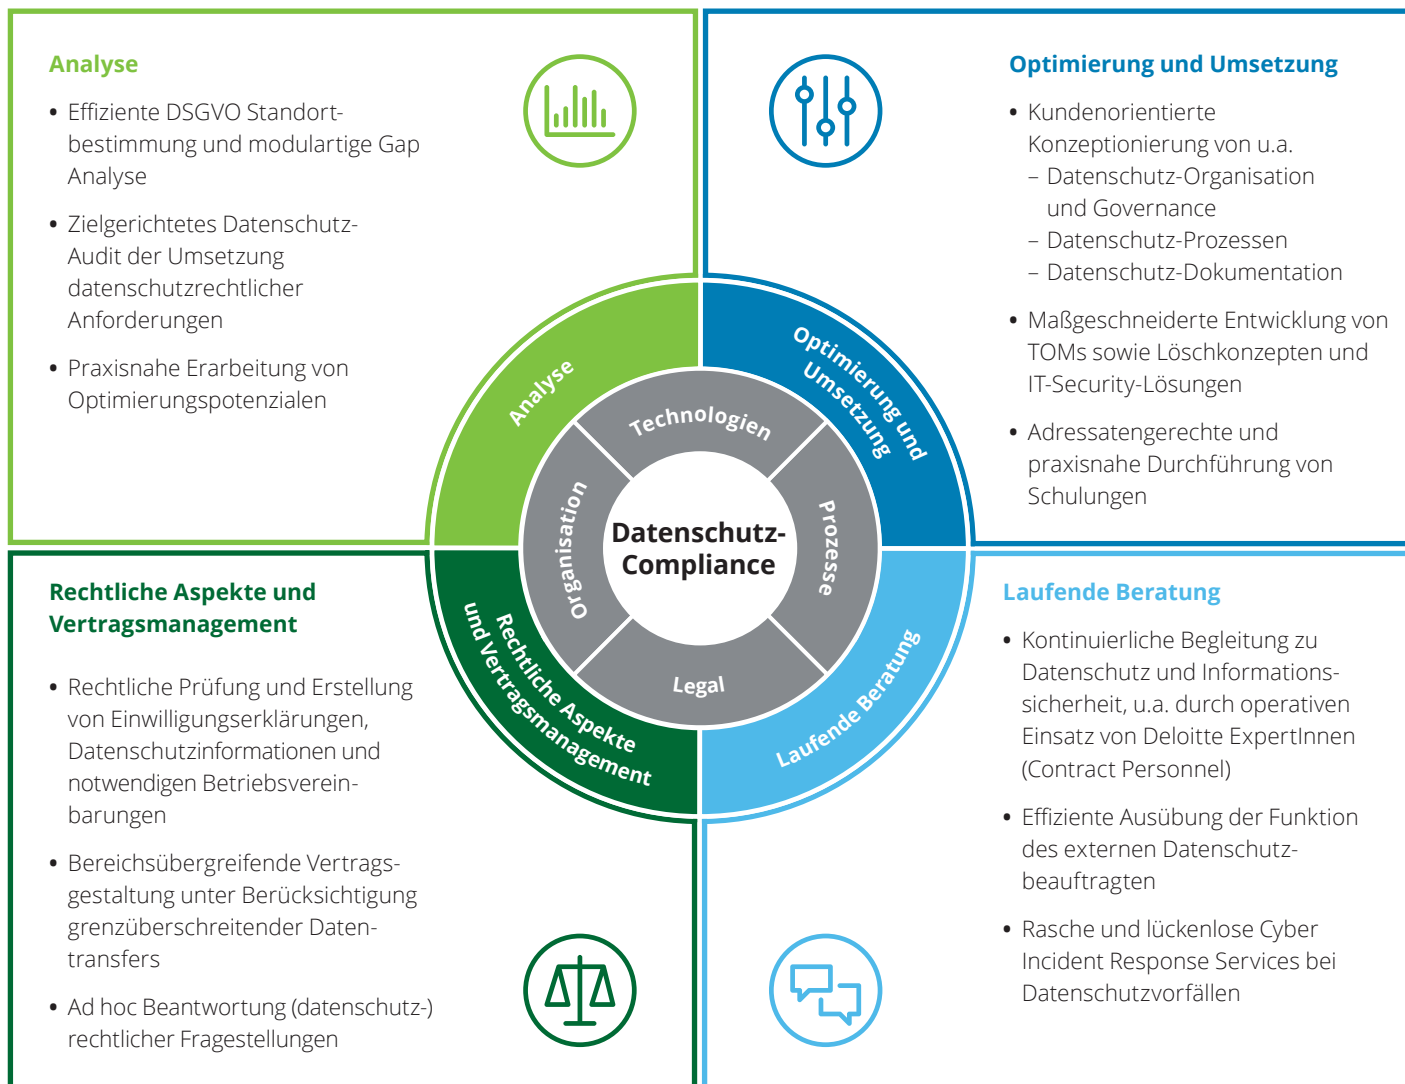 Analyse
• Effiziente DSGVO Standort-
bestimmung und modulartige Gap
Analyse
• Zielgerichtetes Datenschutz-
Audit der Umsetzung
datenschutzrechtlicher
Anforderungen
• Praxisnahe Erarbeitung von
Optimierungspotenzialen
Optimierung und Umsetzung
• Kundenorientierte
Konzeptionierung von u.a.
– Datenschutz-Organisation
und Governance
– Datenschutz-Prozessen
– Datenschutz-Dokumentation
• Maßgeschneiderte Entwicklung von
TOMs sowie Löschkonzepten und
IT-Security-Lösungen
• Adressatengerechte und
praxisnahe Durchführung von
Schulungen
Analyse
Optimierung und
Umsetzung
Technologien
Organisation
Prozesse
Legal
Datenschutz-
Compliance
Rechtliche Aspekte
und Vertragsmanagement
Laufende Beratung
Rechtliche Aspekte und
Vertragsmanagement
• Rechtliche Prüfung und Erstellung
von Einwilligungserklärungen,
Datenschutzinformationen und
notwendigen Betriebsverein-
barungen
• Bereichsübergreifende Vertrags-
gestaltung unter Berücksichtigung
grenzüberschreitender Daten-
transfers
• Ad hoc Beantwortung (datenschutz-)
rechtlicher Fragestellungen
Laufende Beratung
• Kontinuierliche Begleitung zu
Datenschutz und Informations-
sicherheit, u.a. durch operativen
Einsatz von Deloitte ExpertInnen
(Contract Personnel)
• Effiziente Ausübung der Funktion
des externen Datenschutz-
beauftragten
• Rasche und lückenlose Cyber
Incident Response Services bei
Datenschutzvorfällen